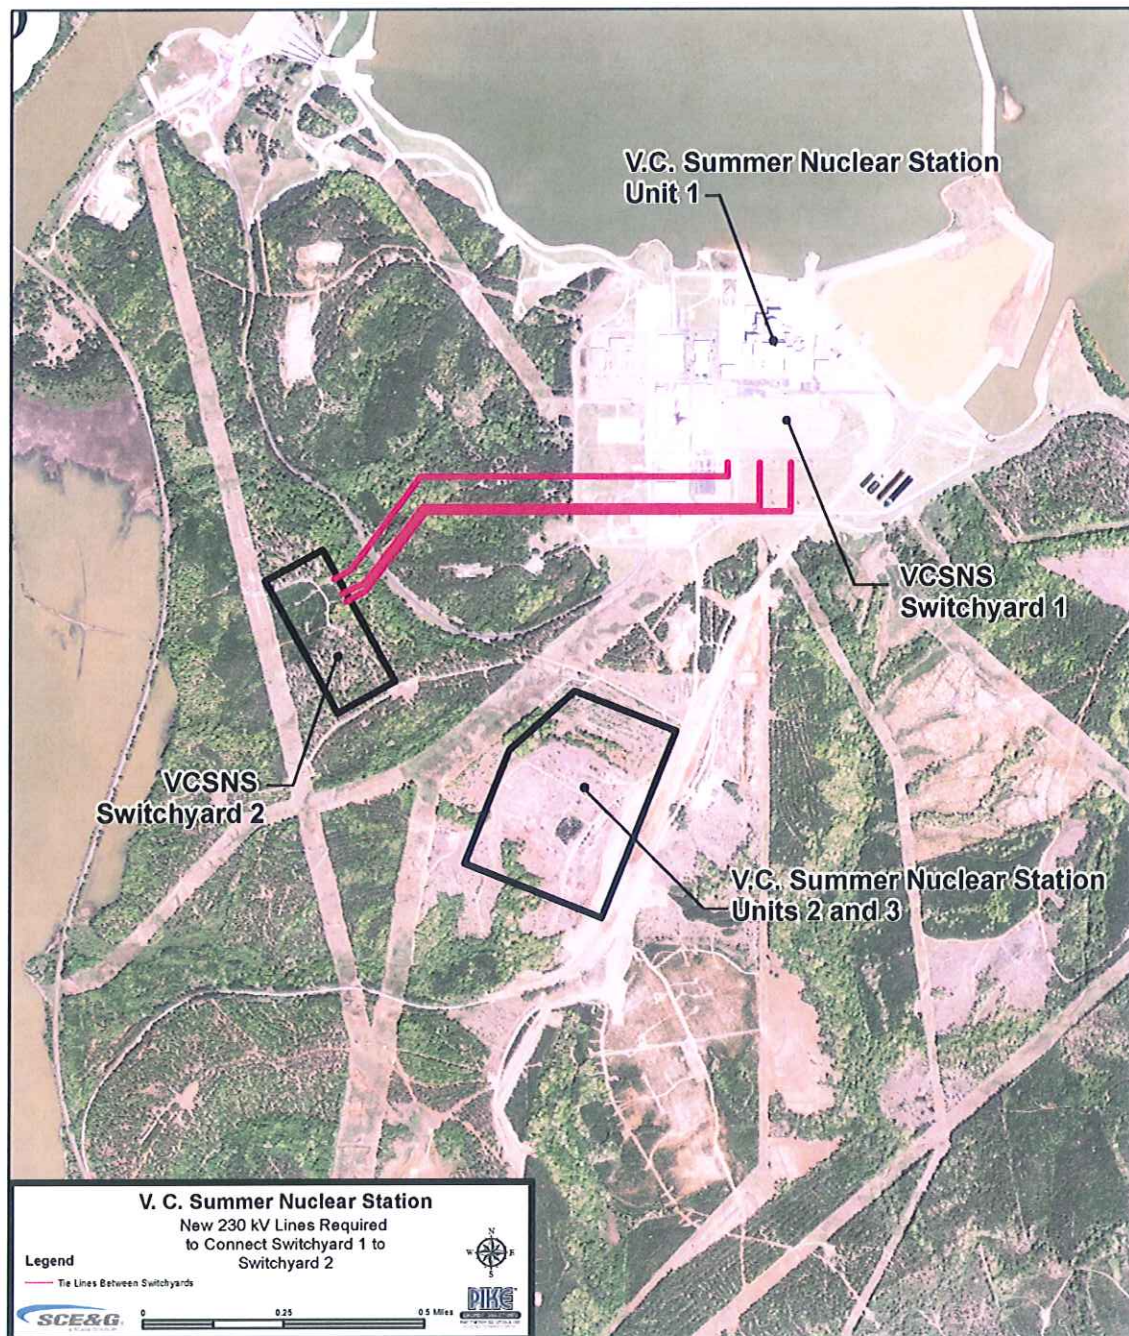 V.C. Summer Nuclear Station
Unit 1
VCSNS
Switchyard 1
VCSNS
Switchyard 2
V.C. Summer Nuclear Station
Units 2 and 3
V. C. Summer Nuclear Station
New 230 kV Lines Required
to Connect Switchyard 1 to
Switchyard 2
N
W E
S
Legend
Tie Lines Between Switchyards
SCE&G
0 0.25 0.5 Miles
PIKE